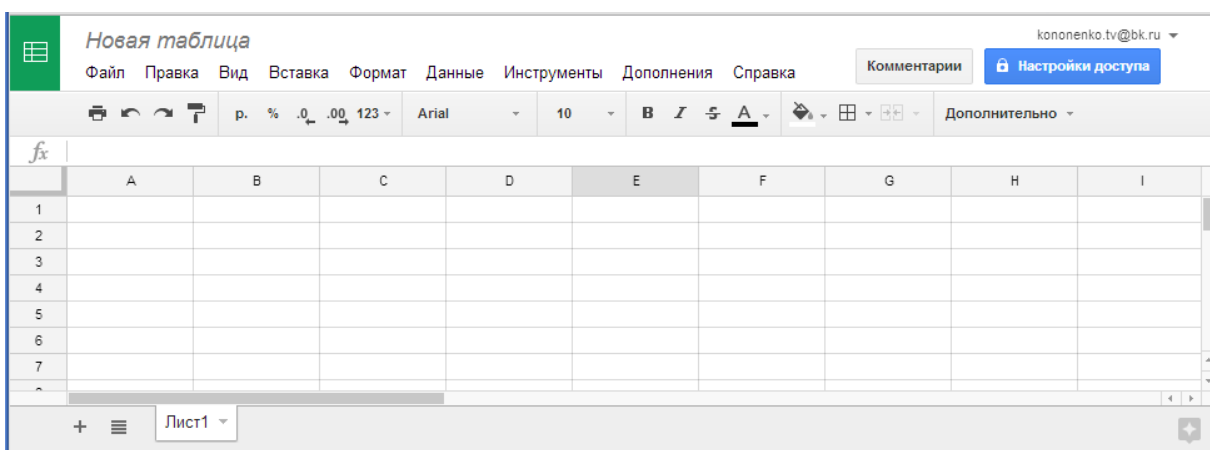 Новая таблица
kononenko.tv@bk.ru
Файл Правка Вид Вставка Формат Данные Инструменты Дополнения Справка
Комментарии
Настройки доступа
р. % .0 .00 123 Arial 10 B I S A Дополнительно
fx
A B C D E F G H I
1
2
3
4
5
6
7
+ Лист1